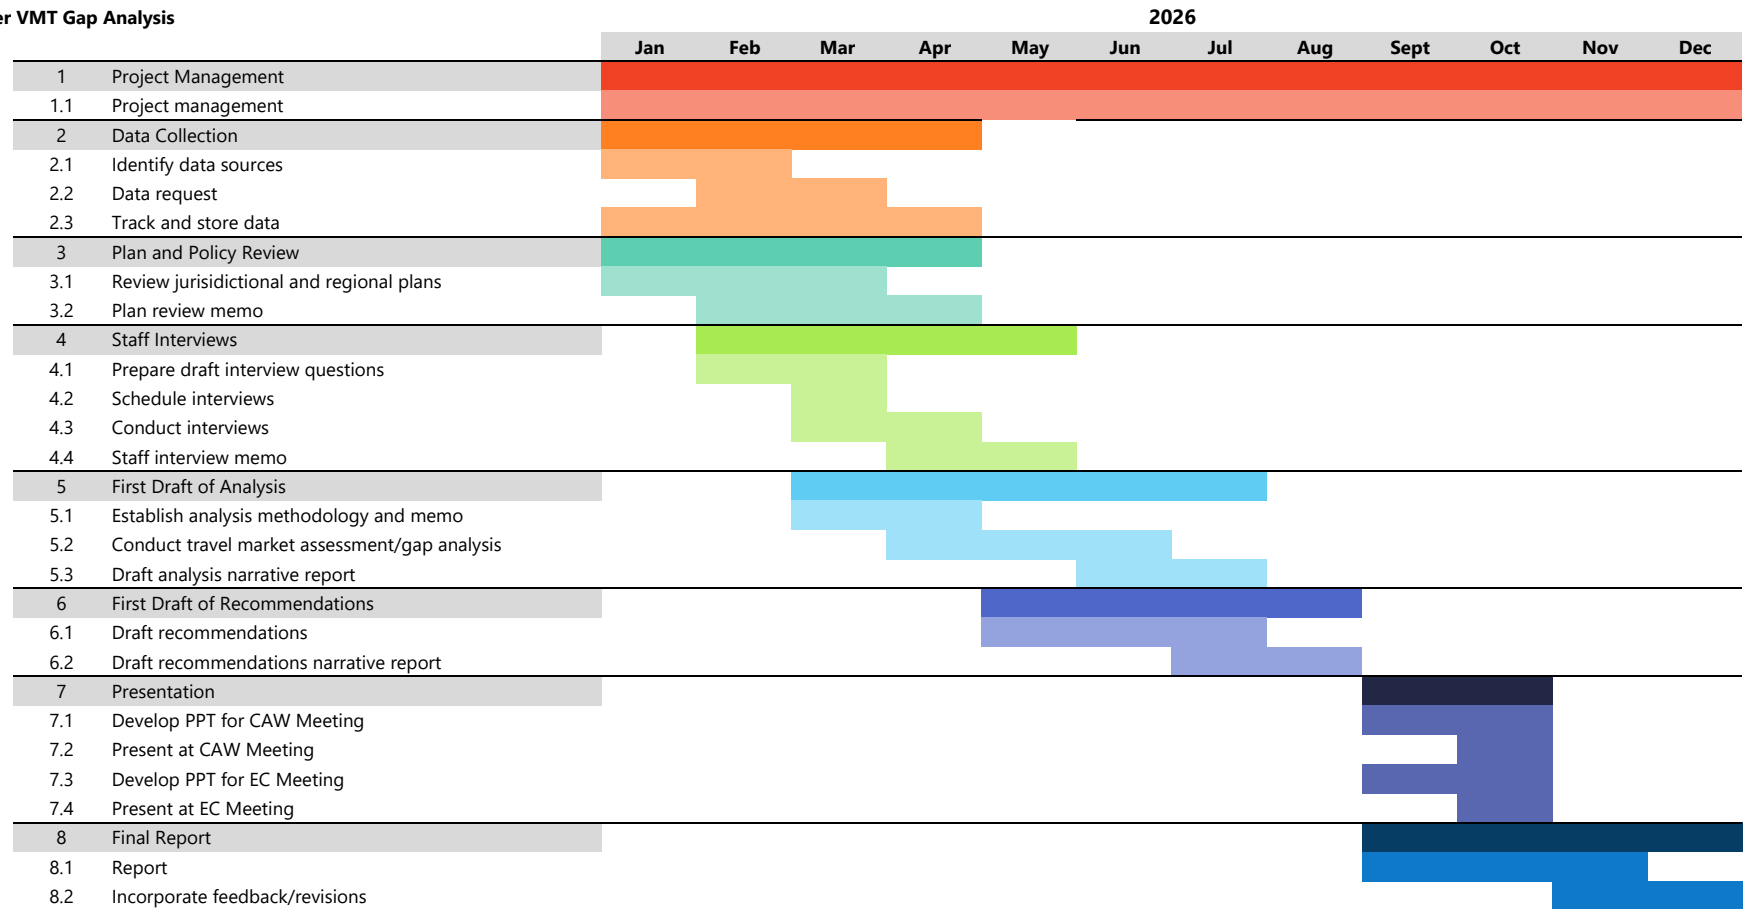 er VMT Gap Analysis 2026
Jan Feb Mar Apr May Jun Jul Aug Sept Oct Nov Dec
1 Project Management
1.1 Project management
2 Data Collection
2.1 Identify data sources
2.2 Data request
2.3 Track and store data
3 Plan and Policy Review
3.1 Review jurisidictional and regional plans
3.2 Plan review memo
4 Staff Interviews
4.1 Prepare draft interview questions
4.2 Schedule interviews
4.3 Conduct interviews
4.4 Staff interview memo
5 First Draft of Analysis
5.1 Establish analysis methodology and memo
5.2 Conduct travel market assessment/gap analysis
5.3 Draft analysis narrative report
6 First Draft of Recommendations
6.1 Draft recommendations
6.2 Draft recommendations narrative report
7 Presentation
7.1 Develop PPT for CAW Meeting
7.2 Present at CAW Meeting
7.3 Develop PPT for EC Meeting
7.4 Present at EC Meeting
8 Final Report
8.1 Report
8.2 Incorporate feedback/revisions